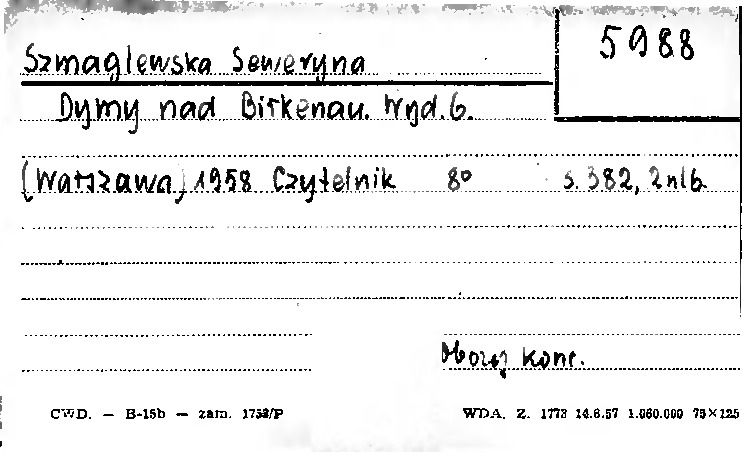 5988
Szmaglewska Seweryna
Dymy nad Birkenau. Wyd. 6.
[Warszawa] 1958 Czytelnik 8° s. 382, 2 nlb.
Obozy konc.
CWD. — B-15b — zam. 1758/P
WDA. Z. 1773 14.6.57 1.060.000 75×125